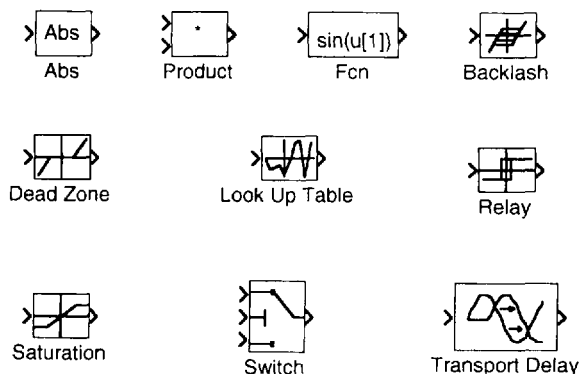 Abs
Abs
*
Product
sin(u[1])
Fcn
Backlash
Dead Zone
Look Up Table
Relay
Saturation
Switch
Transport Delay